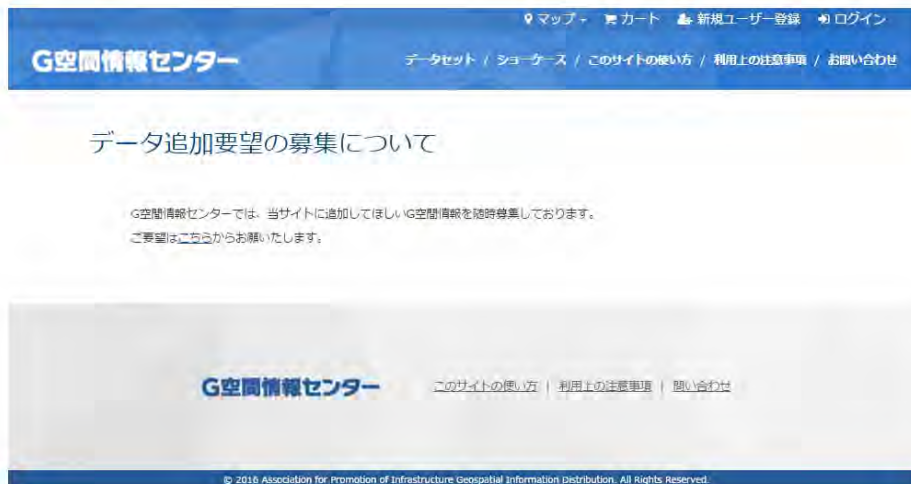 マップ カート 新規ユーザー登録 ログイン
G空間情報センター
データセット / ショーケース / このサイトの使い方 / 利用上の注意事項 / お問い合わせ
データ追加要望の募集について
G空間情報センターでは、当サイトに追加してほしいG空間情報を随時募集しております。
ご要望はこちらからお願いたします。
G空間情報センター
このサイトの使い方 | 利用上の注意事項 | 問い合わせ
© 2016 Association for Promotion of Infrastructure Geospatial Information Distribution. All Rights Reserved.